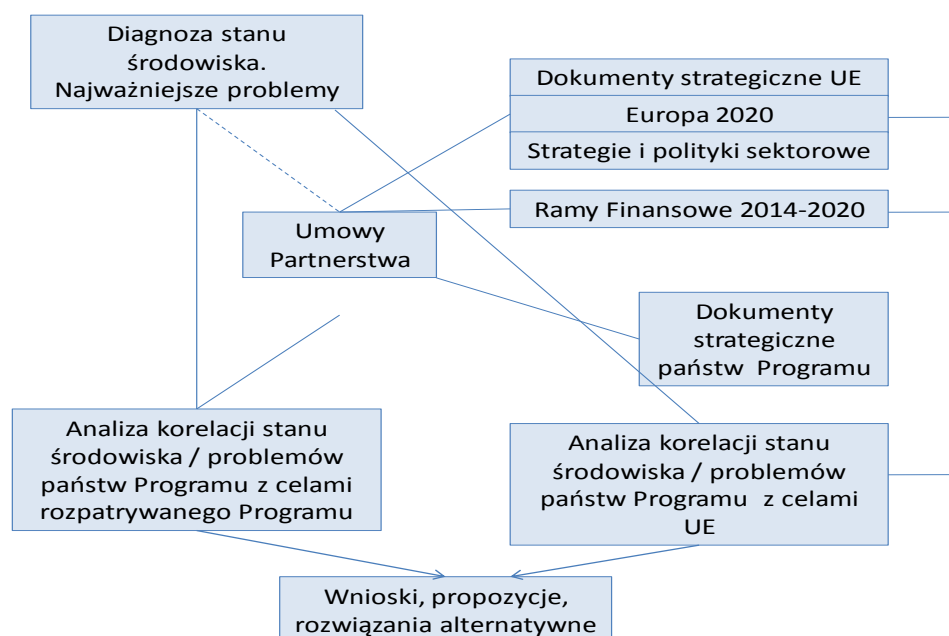 Diagnoza stanu
środowiska.
Najważniejsze problemy
Dokumenty strategiczne UE
Europa 2020
Strategie i polityki sektorowe
Ramy Finansowe 2014-2020
Umowy
Partnerstwa
Dokumenty
strategiczne
państw Programu
Analiza korelacji stanu
środowiska / problemów
państw Programu z celami
rozpatrywanego Programu
Analiza korelacji stanu
środowiska / problemów
państw Programu z celami
UE
Wnioski, propozycje,
rozwiązania alternatywne